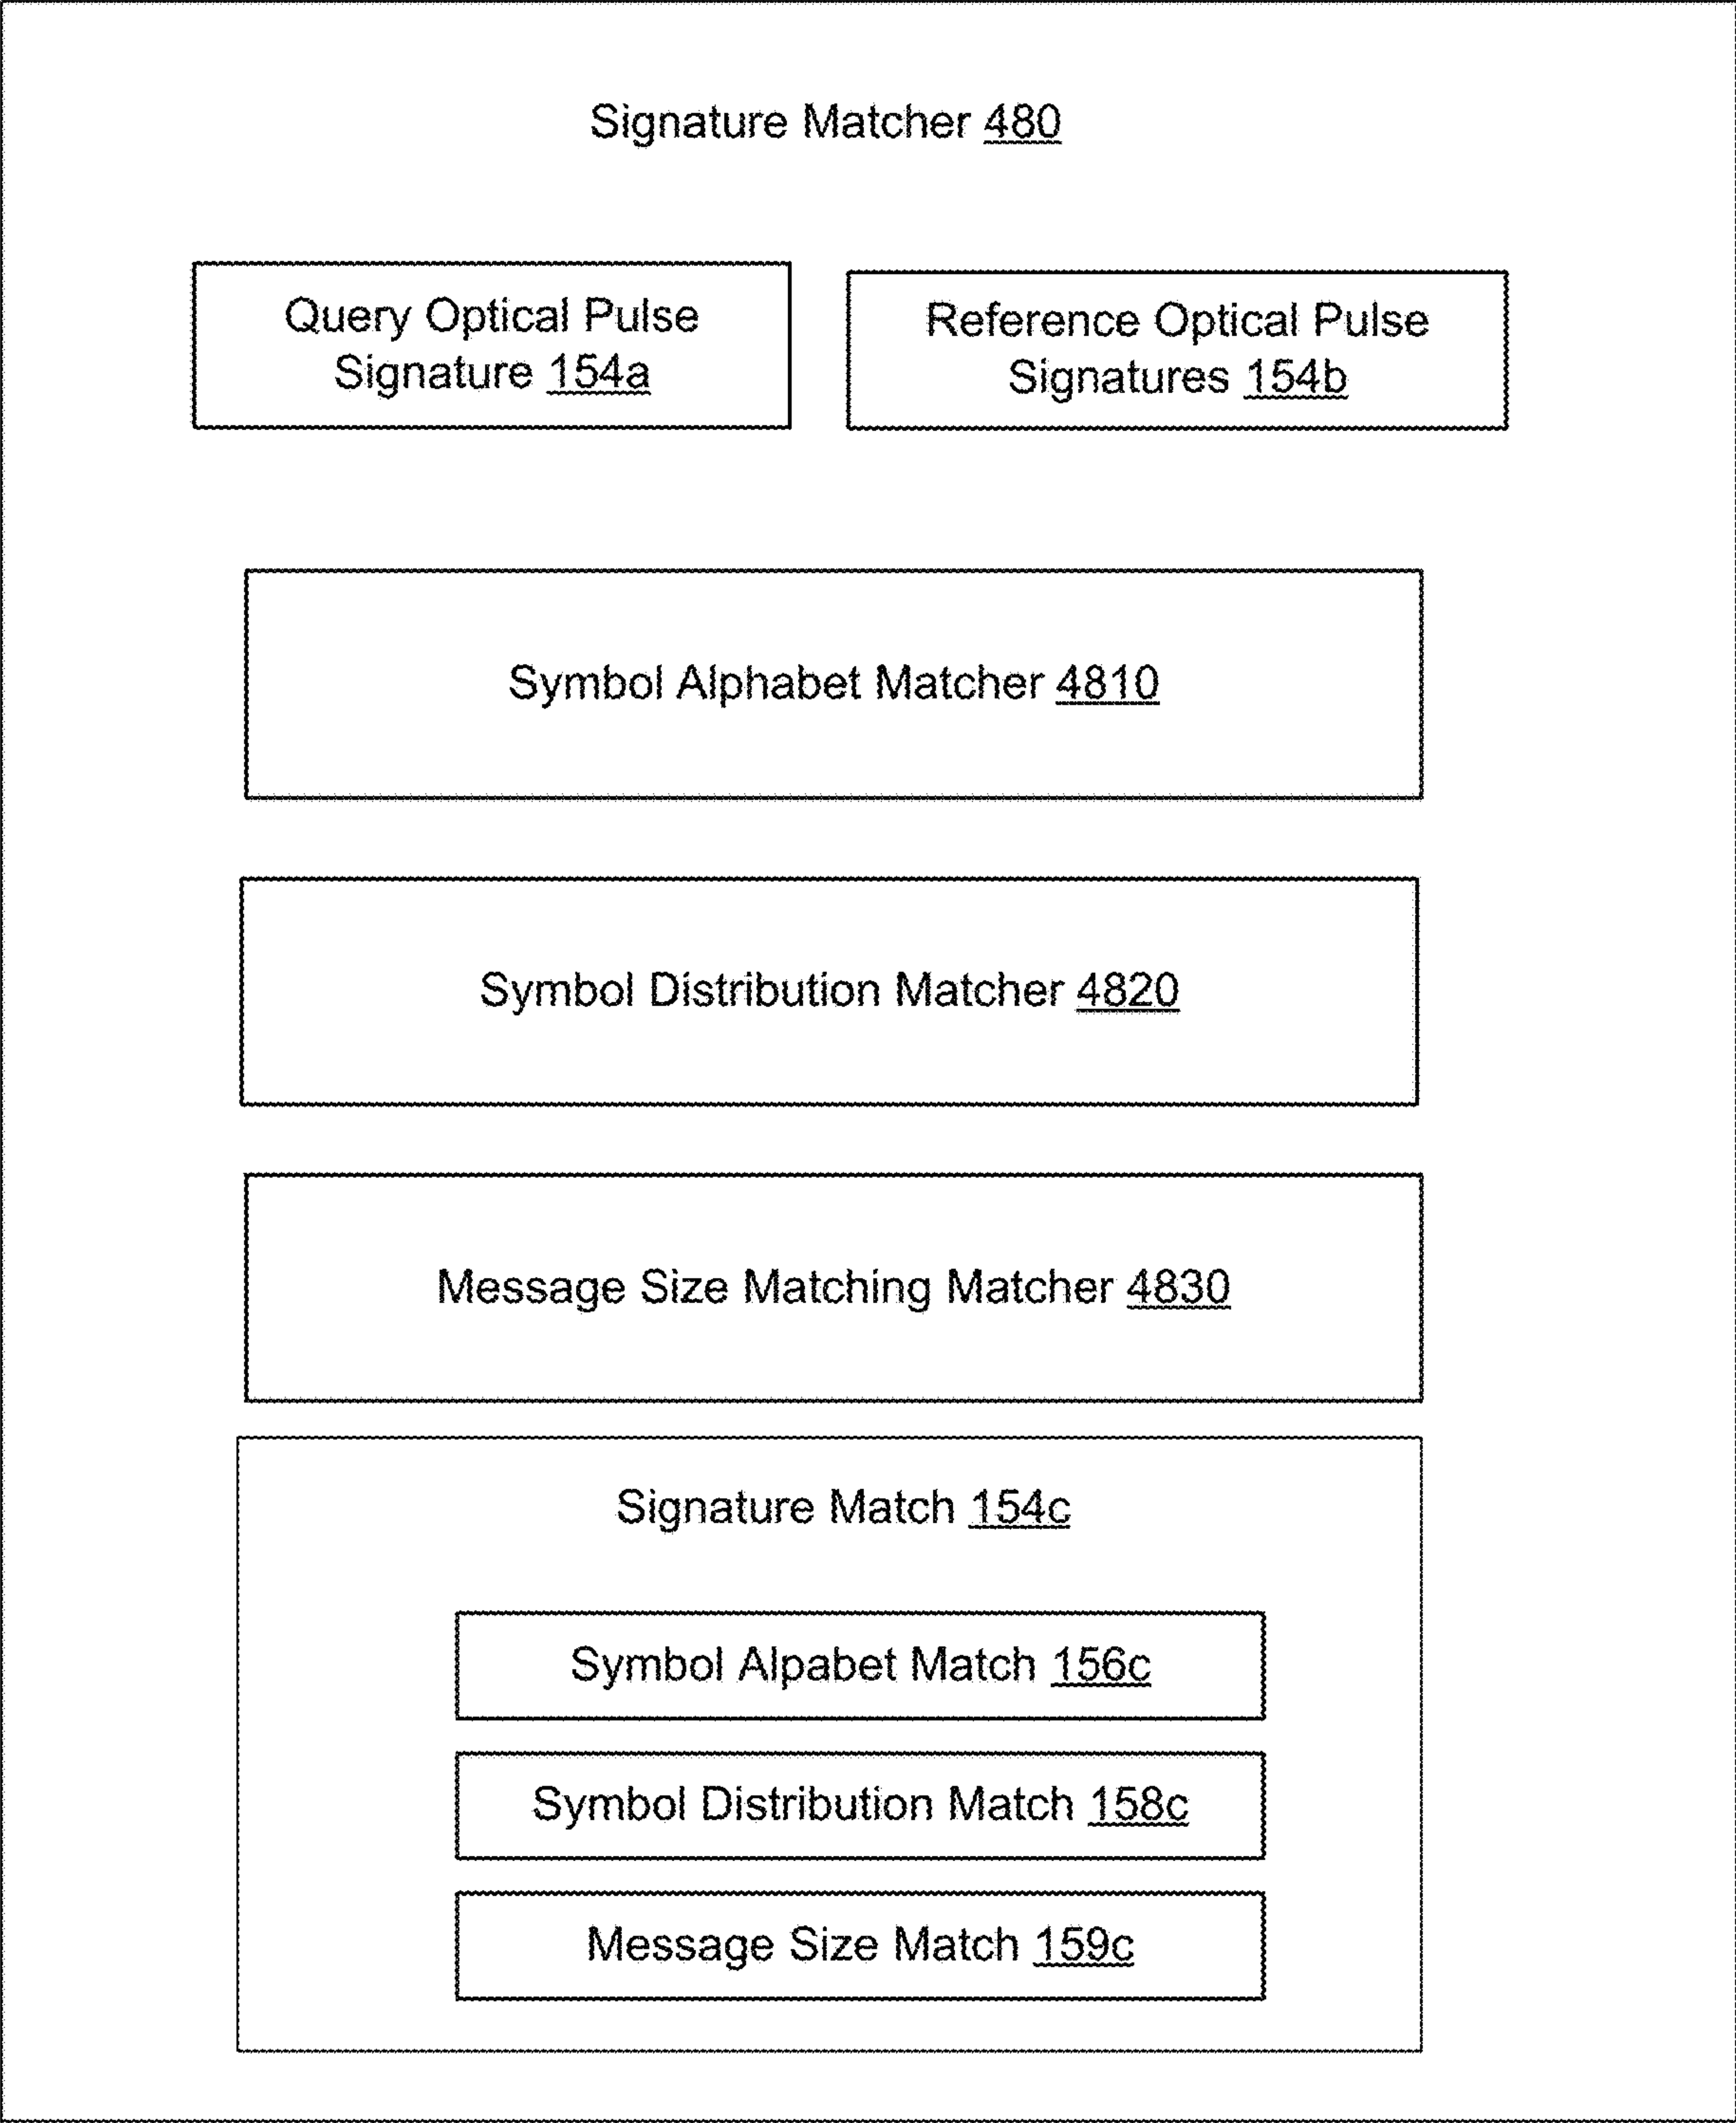 Signature Matcher 480
Query Optical Pulse
Signature 154a
Reference Optical Pulse
Signatures 154b
Symbol Alphabet Matcher 4810
Symbol Distribution Matcher 4820
Message Size Matching Matcher 4830
Signature Match 154c
Symbol Alpabet Match 156c
Symbol Distribution Match 158c
Message Size Match 159c